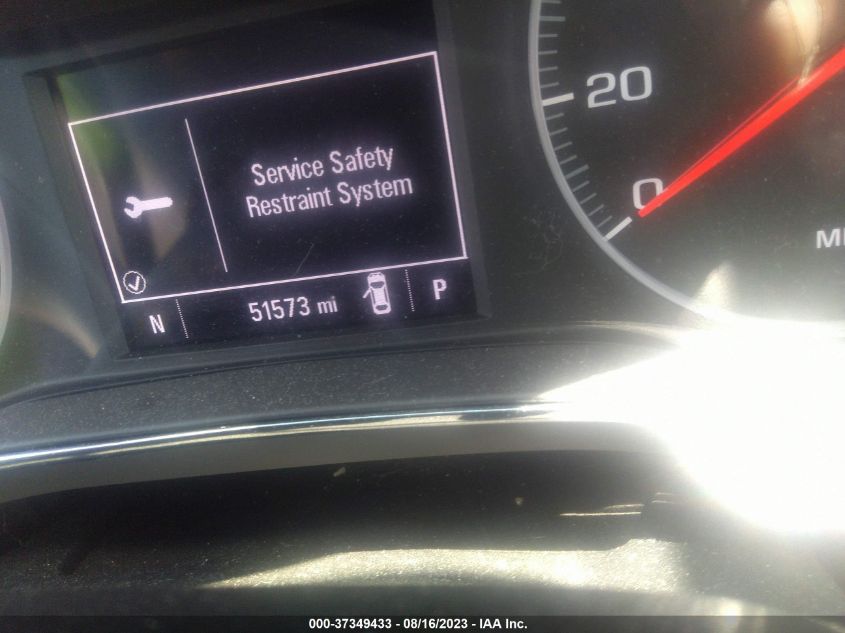 Service Safety
Restraint System
N
51573 mi
P
20
0
000-37349433 - 08/16/2023 - IAA Inc.